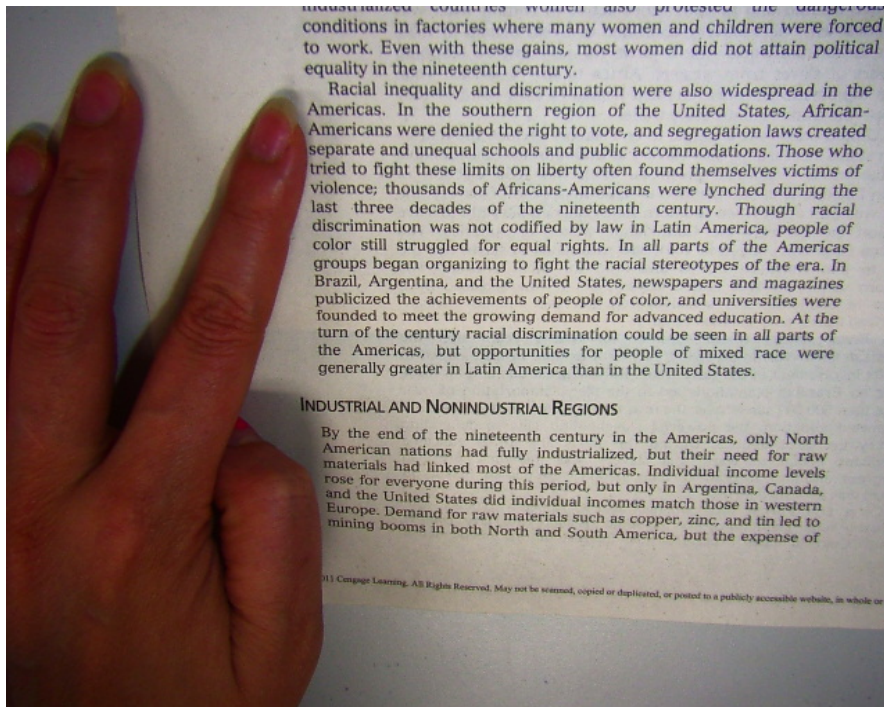 industrialized countries women also protested the dangerous
conditions in factories where many women and children were forced
to work. Even with these gains, most women did not attain political
equality in the nineteenth century.
Racial inequality and discrimination were also widespread in the
Americas. In the southern region of the United States, African-
Americans were denied the right to vote, and segregation laws created
separate and unequal schools and public accommodations. Those who
tried to fight these limits on liberty often found themselves victims of
violence; thousands of Africans-Americans were lynched during the
last three decades of the nineteenth century. Though racial
discrimination was not codified by law in Latin America, people of
color still struggled for equal rights. In all parts of the Americas
groups began organizing to fight the racial stereotypes of the era. In
Brazil, Argentina, and the United States, newspapers and magazines
publicized the achievements of people of color, and universities were
founded to meet the growing demand for advanced education. At the
turn of the century racial discrimination could be seen in all parts of
the Americas, but opportunities for people of mixed race were
generally greater in Latin America than in the United States.
INDUSTRIAL AND NONINDUSTRIAL REGIONS
By the end of the nineteenth century in the Americas, only North
American nations had fully industrialized, but their need for raw
materials had linked most of the Americas. Individual income levels
rose for everyone during this period, but only in Argentina, Canada,
and the United States did individual incomes match those in western
Europe. Demand for raw materials such as copper, zinc, and tin led to
mining booms in both North and South America, but the expense of
011 Cengage Learning. All Rights Reserved. May not be scanned, copied or duplicated, or posted to a publicly accessible website, in whole or